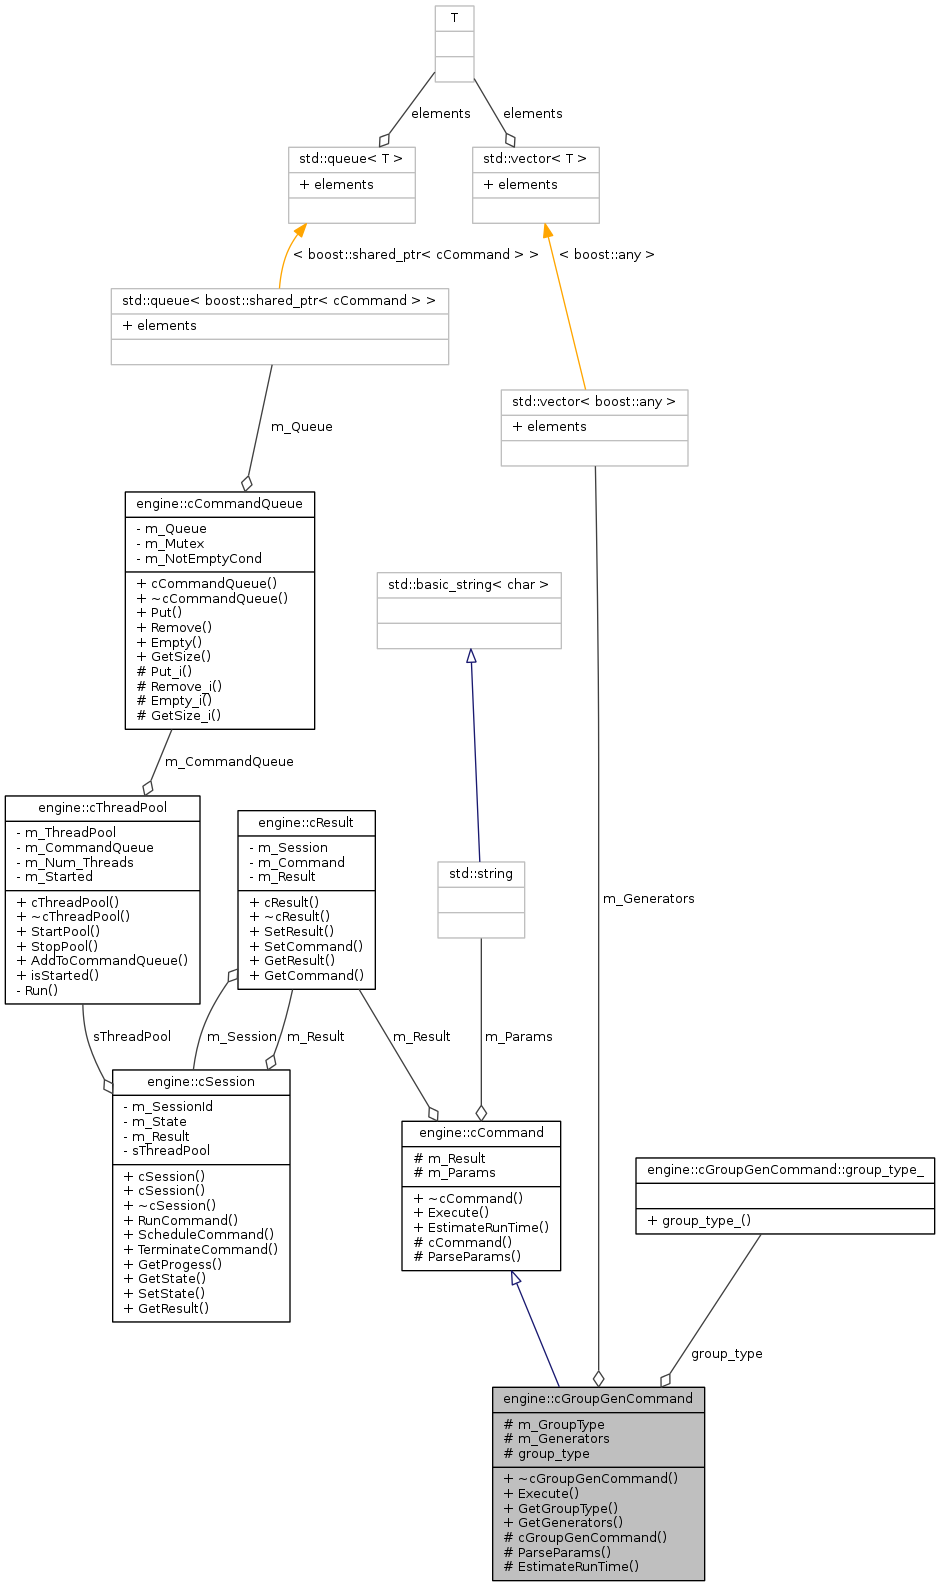 T
elements
elements
std::queue< T >
+ elements
std::vector< T >
+ elements
< boost::shared_ptr< cCommand > >
< boost::any >
std::queue< boost::shared_ptr< cCommand > >
+ elements
std::vector< boost::any >
+ elements
m_Queue
engine::cCommandQueue
- m_Queue
- m_Mutex
- m_NotEmptyCond
+ cCommandQueue()
+ ~cCommandQueue()
+ Put()
+ Remove()
+ Empty()
+ GetSize()
# Put_i()
# Remove_i()
# Empty_i()
# GetSize_i()
std::basic_string< char >
m_CommandQueue
engine::cThreadPool
- m_ThreadPool
- m_CommandQueue
- m_Num_Threads
- m_Started
+ cThreadPool()
+ ~cThreadPool()
+ StartPool()
+ StopPool()
+ AddToCommandQueue()
+ isStarted()
- Run()
engine::cResult
- m_Session
- m_Command
- m_Result
+ cResult()
+ ~cResult()
+ SetResult()
+ SetCommand()
+ GetResult()
+ GetCommand()
std::string
m_Generators
sThreadPool
m_Session
m_Result
m_Result
m_Params
engine::cSession
- m_SessionId
- m_State
- m_Result
- sThreadPool
+ cSession()
+ cSession()
+ ~cSession()
+ RunCommand()
+ ScheduleCommand()
+ TerminateCommand()
+ GetProgess()
+ GetState()
+ SetState()
+ GetResult()
engine::cCommand
# m_Result
# m_Params
+ ~cCommand()
+ Execute()
+ EstimateRunTime()
# cCommand()
# ParseParams()
engine::cGroupGenCommand::group_type_
+ group_type_()
group_type
engine::cGroupGenCommand
# m_GroupType
# m_Generators
# group_type
+ ~cGroupGenCommand()
+ Execute()
+ GetGroupType()
+ GetGenerators()
# cGroupGenCommand()
# ParseParams()
# EstimateRunTime()